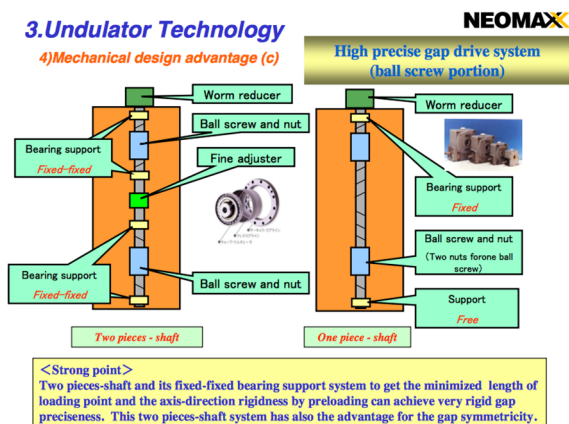 NEOMAX
3.Undulator Technology
4)Mechanical design advantage (c)
High precise gap drive system
(ball screw portion)
Worm reducer
Ball screw and nut
Bearing support
Fixed-fixed
Fine adjuster
Bearing support
Fixed-fixed
Ball screw and nut
Two pieces - shaft
Worm reducer
Bearing support
Fixed
Ball screw and nut
(Two nuts forone ball
screw)
Support
Free
One piece - shaft
<Strong point>
Two pieces-shaft and its fixed-fixed bearing support system to get the minimized length of
loading point and the axis-direction rigidness by preloading can achieve very rigid gap
preciseness. This two pieces-shaft system has also the advantage for the gap symmetricity.